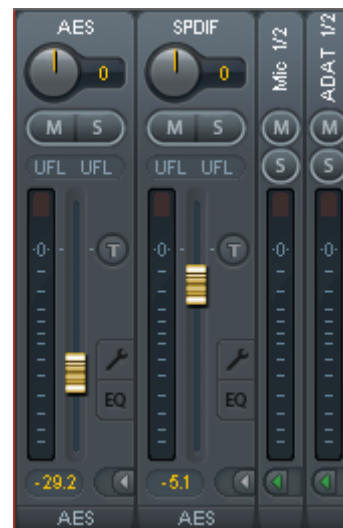 AES
0
M S
UFL UFL
·0·
T
EQ
-29.2
AES
SPDIF
0
M S
UFL UFL
·0·
T
EQ
-5.1
AES
Mic 1/2
M
S
·0·
ADAT 1/2
M
S
·0·